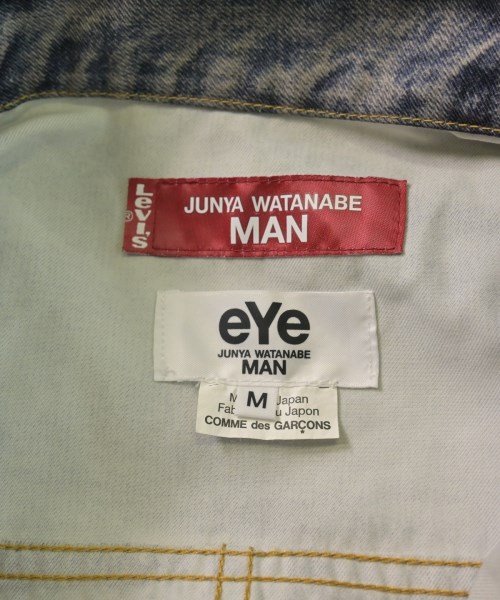 Levi's ®
JUNYA WATANABE
MAN
eYe
JUNYA WATANABE
MAN
M
Japan
Japon
COMME des GARÇONS